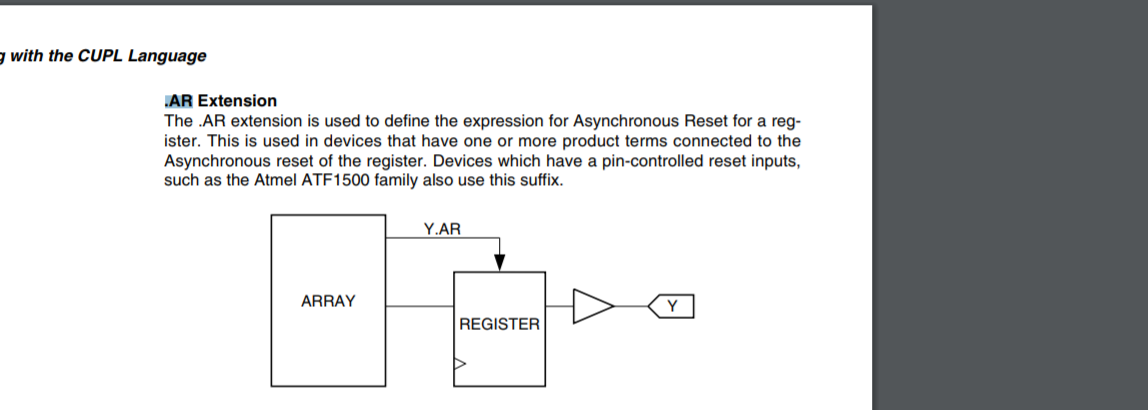 with the CUPL Language
.AR Extension
The .AR extension is used to define the expression for Asynchronous Reset for a reg-
ister. This is used in devices that have one or more product terms connected to the
Asynchronous reset of the register. Devices which have a pin-controlled reset inputs,
such as the Atmel ATF1500 family also use this suffix.
Y.AR
ARRAY
Y
REGISTER